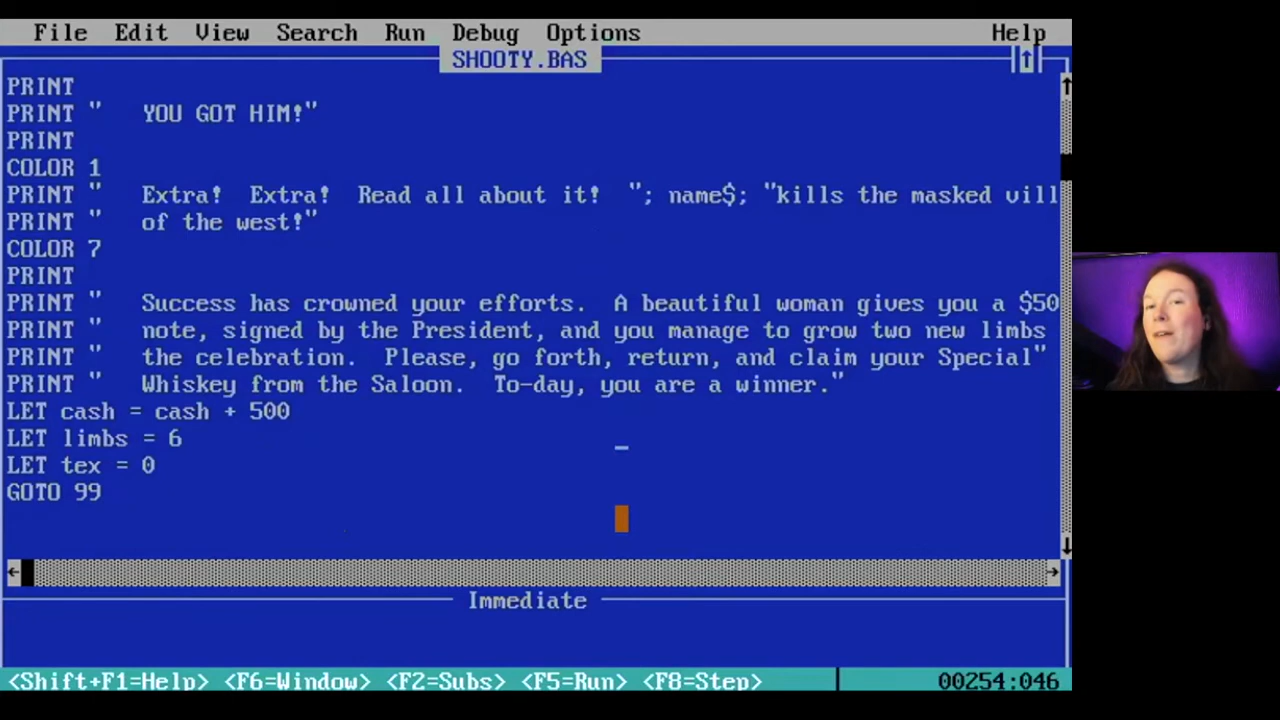 File Edit View Search Run Debug Options Help
SHOOTY.BAS
PRINT
PRINT "   YOU GOT HIM!"
PRINT
COLOR 1
PRINT "   Extra!  Extra!  Read all about it!  "; name$; "kills the masked vill
PRINT "   of the west!"
COLOR 7
PRINT
PRINT "   Success has crowned your efforts.  A beautiful woman gives you a $50
PRINT "   note, signed by the President, and you manage to grow two new limbs
PRINT "   the celebration.  Please, go forth, return, and claim your Special"
PRINT "   Whiskey from the Saloon.  To-day, you are a winner."
LET cash = cash + 500
LET limbs = 6
LET tex = 0
GOTO 99
Immediate
<Shift+F1=Help> <F6=Window> <F2=Subs> <F5=Run> <F8=Step> 00254:046